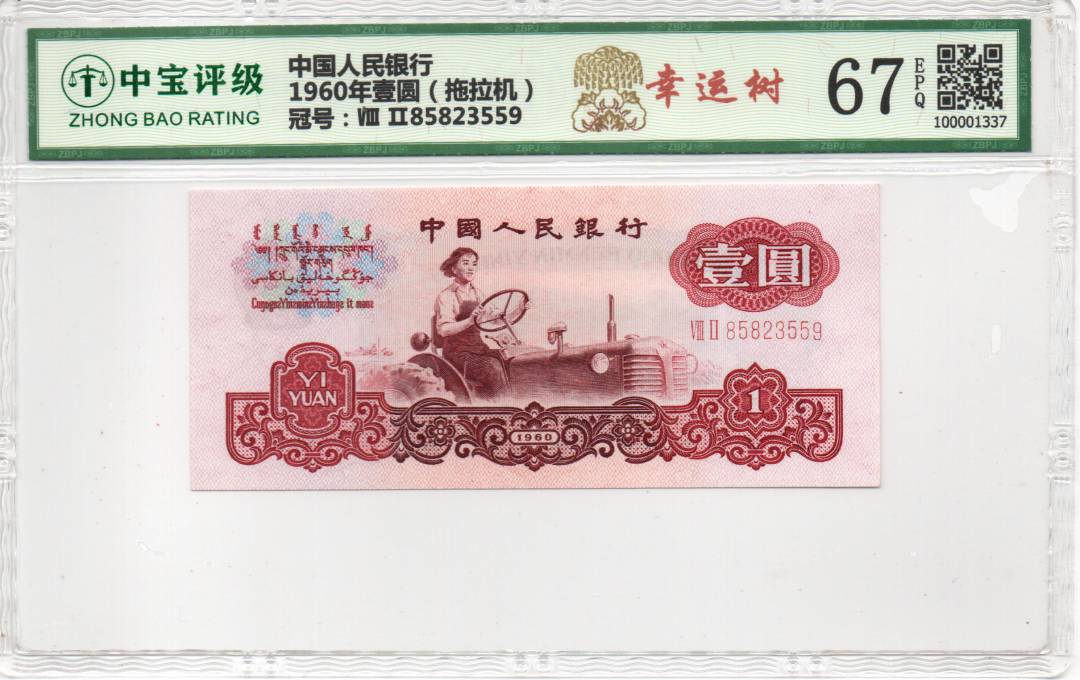 中宝评级
ZHONG BAO RATING
中国人民银行
1960年壹圆（拖拉机）
冠号：Ⅷ Ⅱ85823559
幸运树
67
EPQ
100001337
中國人民銀行
壹圓
Ⅷ Ⅱ 85823559
YI
YUAN
1960
1